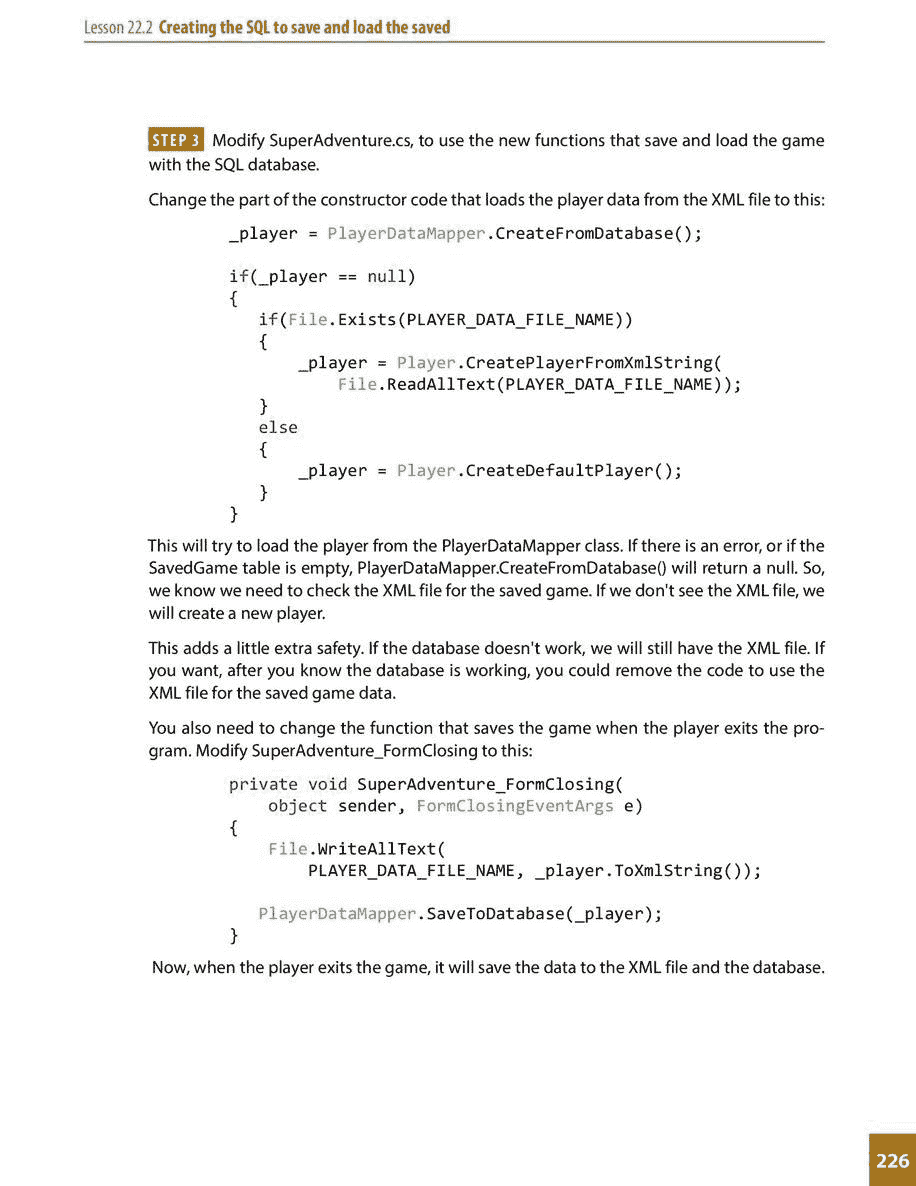 Lesson 22.2 Creating the SQL to save and load the saved
STEP 3 Modify SuperAdventure.cs, to use the new functions that save and load the game
with the SQL database.
Change the part of the constructor code that loads the player data from the XML file to this:
_player = PlayerDataMapper.CreateFromDatabase();
if(_player == null)
{
if(File.Exists(PLAYER_DATA_FILE_NAME))
{
_player = Player.CreatePlayerFromXmlString(
File.ReadAllText(PLAYER_DATA_FILE_NAME));
}
else
{
_player = Player.CreateDefaultPlayer();
}
}
This will try to load the player from the PlayerDataMapper class. If there is an error, or if the
SavedGame table is empty, PlayerDataMapper.CreateFromDatabase() will return a null. So,
we know we need to check the XML file for the saved game. If we don't see the XML file, we
will create a new player.
This adds a little extra safety. If the database doesn't work, we will still have the XML file. If
you want, after you know the database is working, you could remove the code to use the
XML file for the saved game data.
You also need to change the function that saves the game when the player exits the pro-
gram. Modify SuperAdventure_FormClosing to this:
private void SuperAdventure_FormClosing(
object sender, FormClosingEventArgs e)
{
File.WriteAllText(
PLAYER_DATA_FILE_NAME, _player.ToXmlString());
PlayerDataMapper.SaveToDatabase(_player);
}
Now, when the player exits the game, it will save the data to the XML file and the database.
226